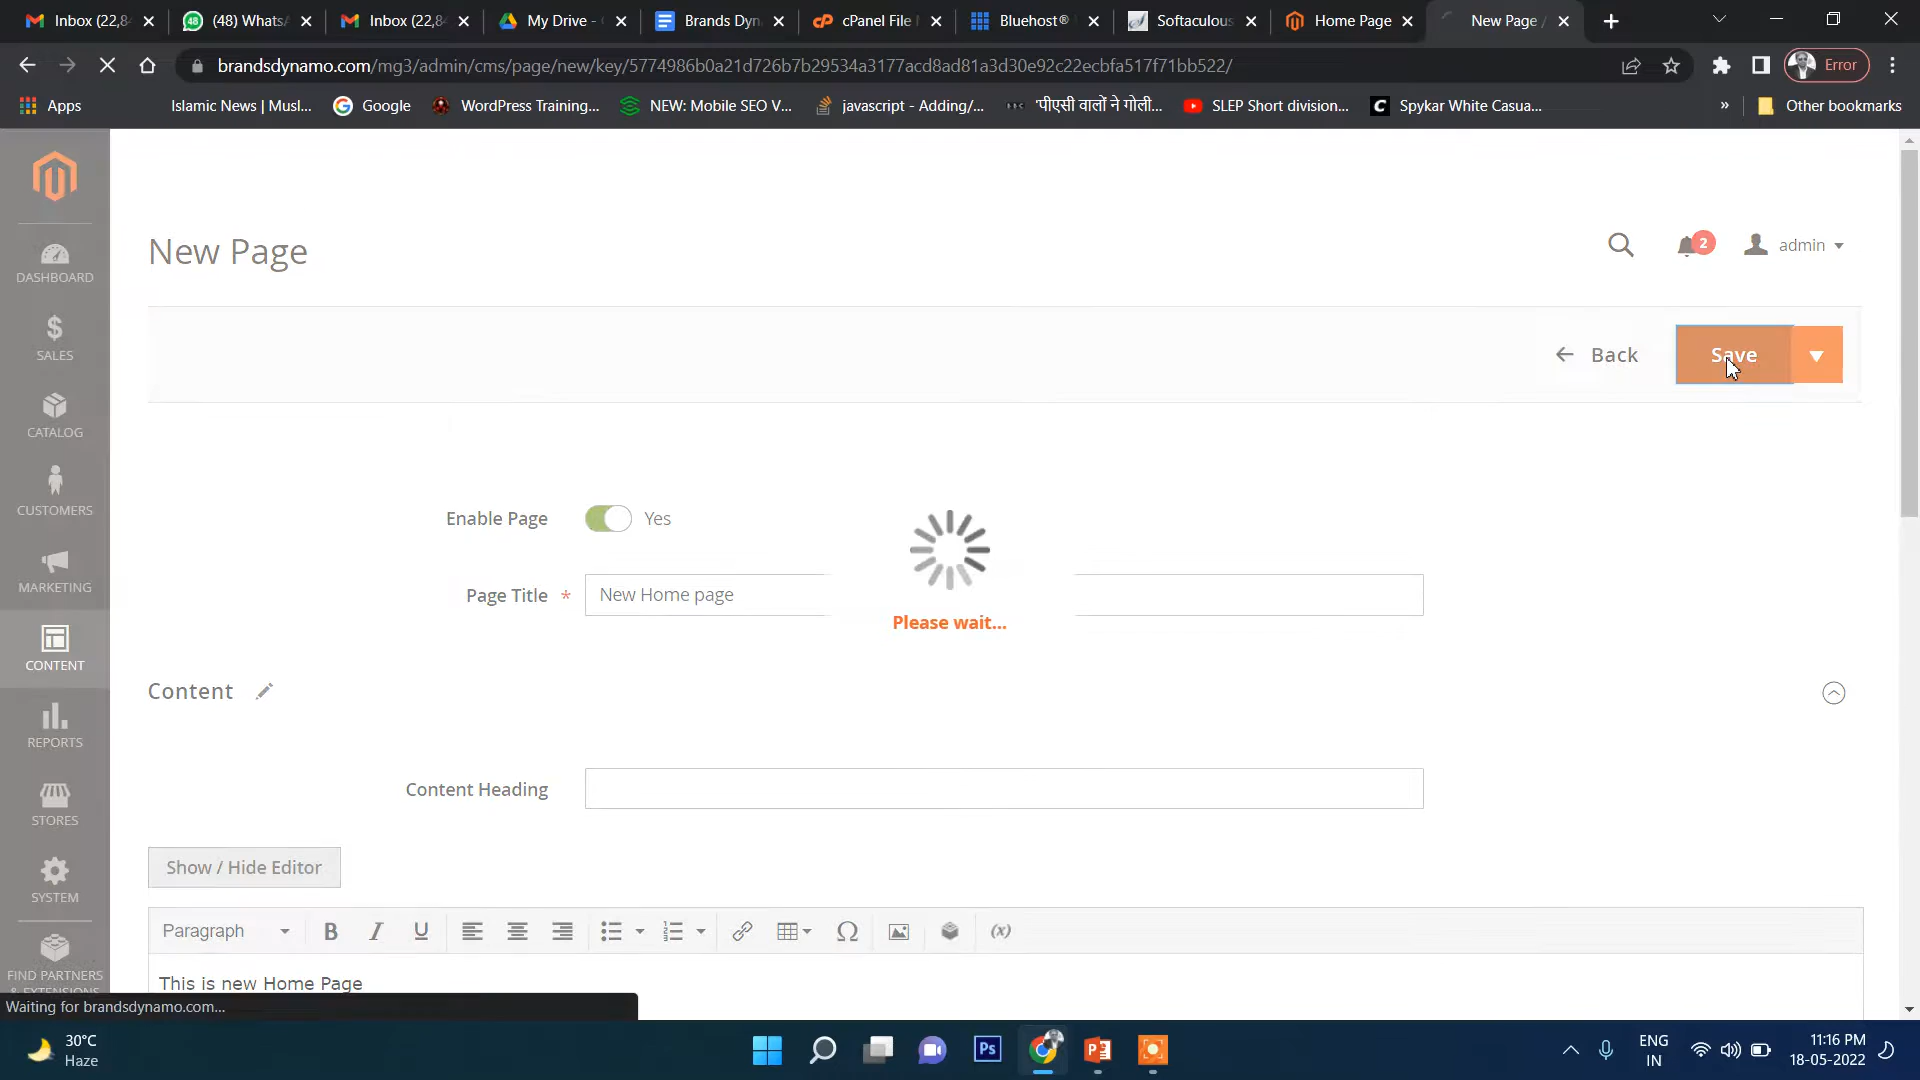 Inbox (22,8
(48) Whats
Inbox (22,8
My Drive -
Brands Dyn
cPanel File
Bluehost®
Softaculous
Home Page
New Page /
brandsdynamo.com/mg3/admin/cms/page/new/key/5774986b0a21d726b7b29534a3177acd8ad81a3d30e92c22ecbfa517f71bb522/
Error
Apps
Islamic News | Musl...
Google
WordPress Training...
NEW: Mobile SEO V...
javascript - Adding/...
'पीएसी वालों ने गोली...
SLEP Short division...
Spykar White Casua...
»
Other bookmarks
New Page
2
admin
Back
Save
DASHBOARD
SALES
CATALOG
CUSTOMERS
MARKETING
CONTENT
REPORTS
STORES
SYSTEM
FIND PARTNERS
& EXTENSIONS
Enable Page
Yes
Page Title *
New Home page
Please wait...
Content
Content Heading
Show / Hide Editor
Paragraph
B I U
Ω
(x)
This is new Home Page
Waiting for brandsdynamo.com...
30°C
Haze
Ps
ENG
IN
11:16 PM
18-05-2022